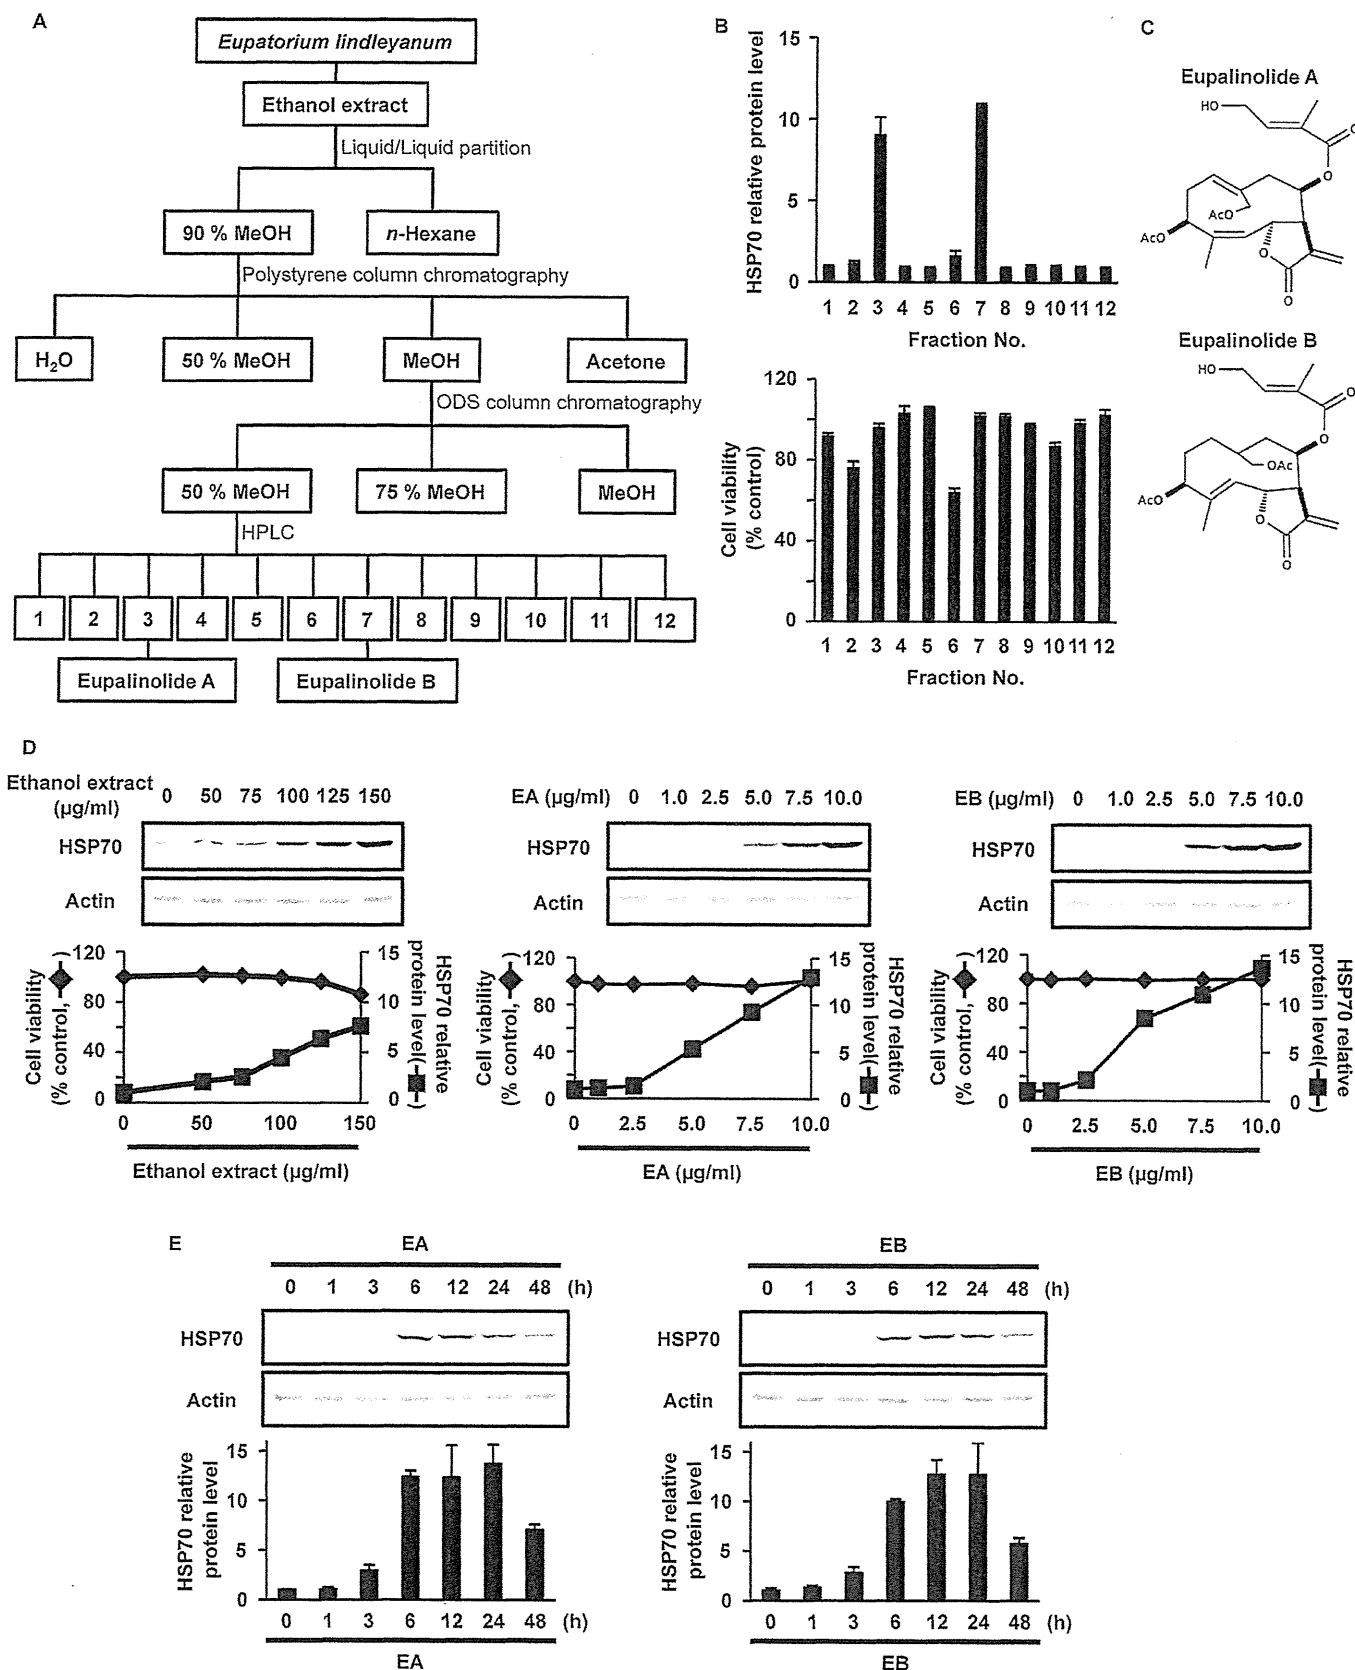 A
Eupatorium lindleyanum
Ethanol extract
Liquid/Liquid partition
90 % MeOH
n-Hexane
Polystyrene column chromatography
H2O
50 % MeOH
MeOH
Acetone
ODS column chromatography
50 % MeOH
75 % MeOH
MeOH
HPLC
1 2 3 4 5 6 7 8 9 10 11 12
Eupalinolide A
Eupalinolide B
B
HSP70 relative protein level
15
10
5
0
1 2 3 4 5 6 7 8 9 10 11 12
Fraction No.
Cell viability
(% control)
120
80
40
0
1 2 3 4 5 6 7 8 9 10 11 12
Fraction No.
C
Eupalinolide A
HO
O
O
AcO
AcO
O
O
Eupalinolide B
HO
O
O
OAc
AcO
O
O
D
Ethanol extract
(µg/ml)
0 50 75 100 125 150
HSP70
Actin
Cell viability
(% control, )
120
80
40
0
15
10
5
0
HSP70 relative
protein level( )
0 50 100 150
Ethanol extract (µg/ml)
EA (µg/ml) 0 1.0 2.5 5.0 7.5 10.0
HSP70
Actin
Cell viability
(% control, )
120
80
40
0
15
10
5
0
HSP70 relative
protein level( )
0 2.5 5.0 7.5 10.0
EA (µg/ml)
EB (µg/ml) 0 1.0 2.5 5.0 7.5 10.0
HSP70
Actin
Cell viability
(% control, )
120
80
40
0
15
10
5
0
HSP70 relative
protein level( )
0 2.5 5.0 7.5 10.0
EB (µg/ml)
E
EA
0 1 3 6 12 24 48 (h)
HSP70
Actin
HSP70 relative
protein level
15
10
5
0
0 1 3 6 12 24 48 (h)
EA
EB
0 1 3 6 12 24 48 (h)
HSP70
Actin
HSP70 relative
protein level
15
10
5
0
0 1 3 6 12 24 48 (h)
EB